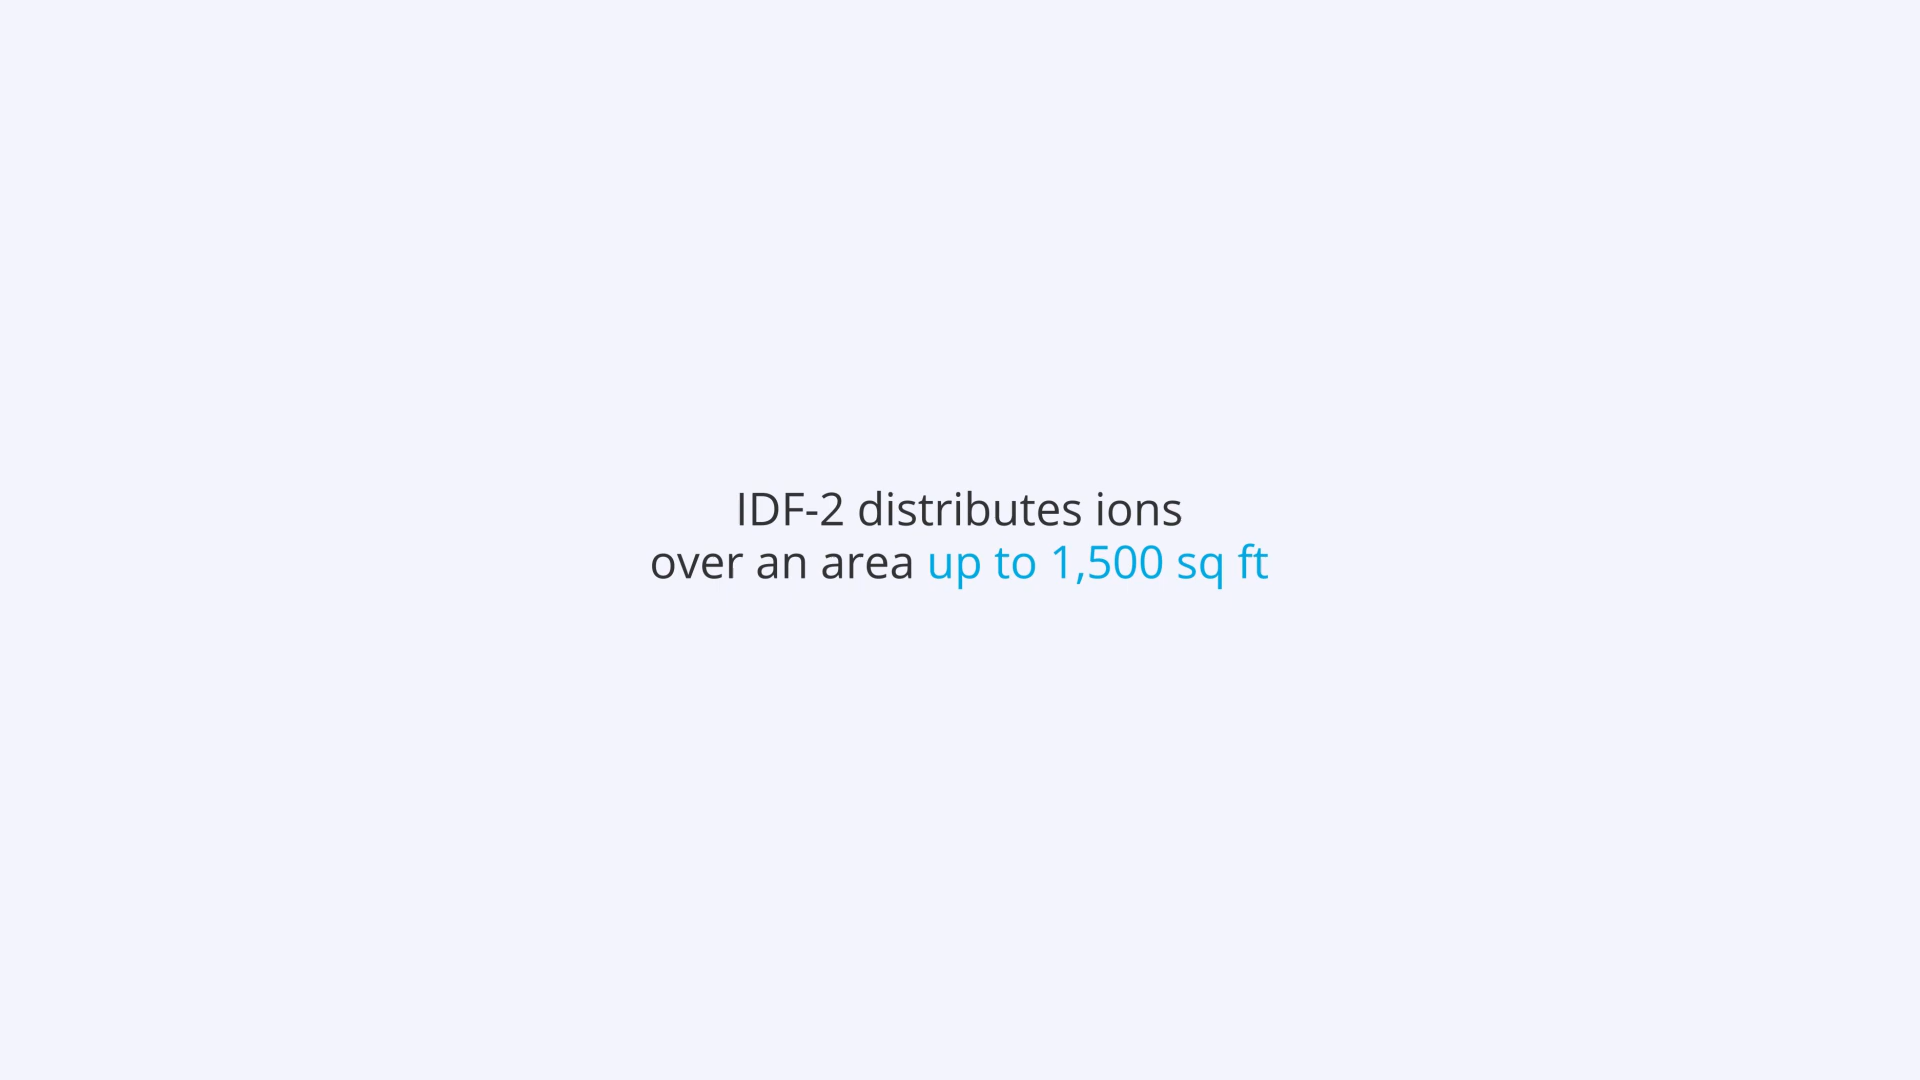 IDF-2 distributes ions
over an area up to 1,500 sq ft